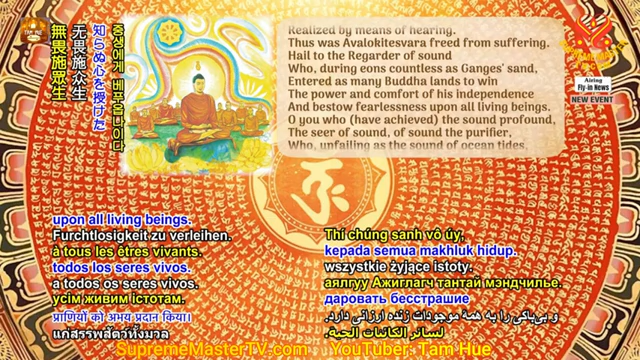 無畏施眾生
无畏施众生
知らぬ心を授けた
중생에게 베푸옵나이다
Realized by means of hearing.
Thus was Avalokitesvara freed from suffering.
Hail to the Regarder of sound
Who, during eons countless as Ganges' sand,
Entered as many Buddha lands to win
The power and comfort of his independence
And bestow fearlessness upon all living beings.
O you who (have achieved) the sound profound,
The seer of sound, of sound the purifier,
Who, unfailing as the sound of ocean tides,
Airing
Fly-in News
NEW EVENT
upon all living beings.
Furchtlosigkeit zu verleihen.
à tous les êtres vivants.
todos los seres vivos.
a todos os seres vivos.
усім живим істотам.
प्राणियों को अभय प्रदान किया।
แก่สรรพสัตว์ทั้งมวล
Thí chúng sanh vô úy.
kepada semua makhluk hidup.
wszystkie żyjące istoty.
аялгуу Ажиглагч тантай мэндчилье.
даровать бесстрашие
و بی‌باکی را به همۀ موجودات زنده ارزانی دارد.
لسائر الكائنات الحية.
SupremeMasterTV.com YouTuber: Tam Hue